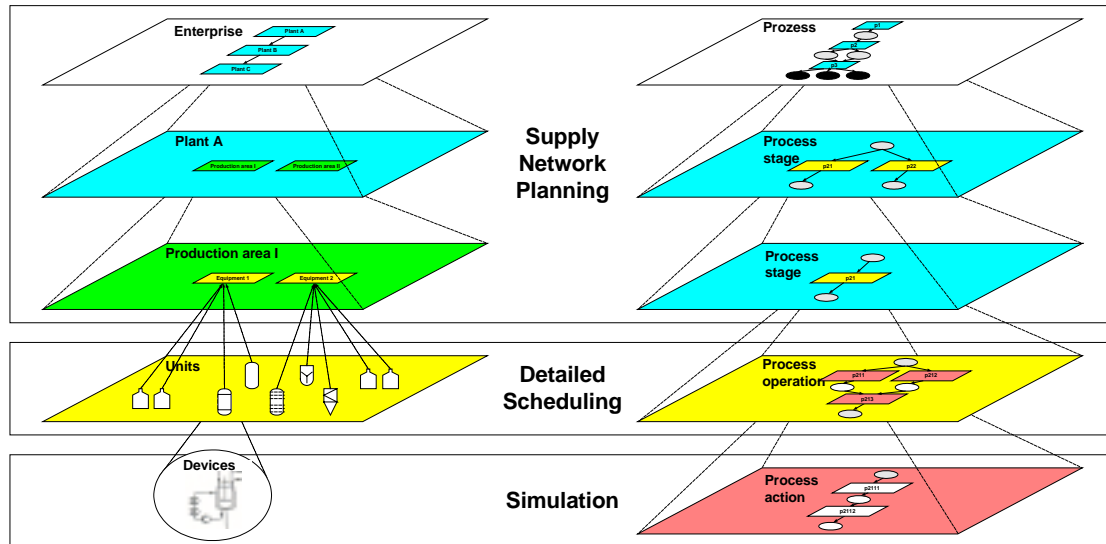 Enterprise
Plant A
Plant B
Plant C
Prozess
p1
p2
p3
Plant A
Production area I
Production area II
Supply
Network
Planning
Process
stage
p21
p22
Production area I
Equipment 1
Equipment 2
Process
stage
p21
Units
Detailed
Scheduling
Process
operation
p211
p212
p213
Devices
Simulation
Process
action
p2111
p2112